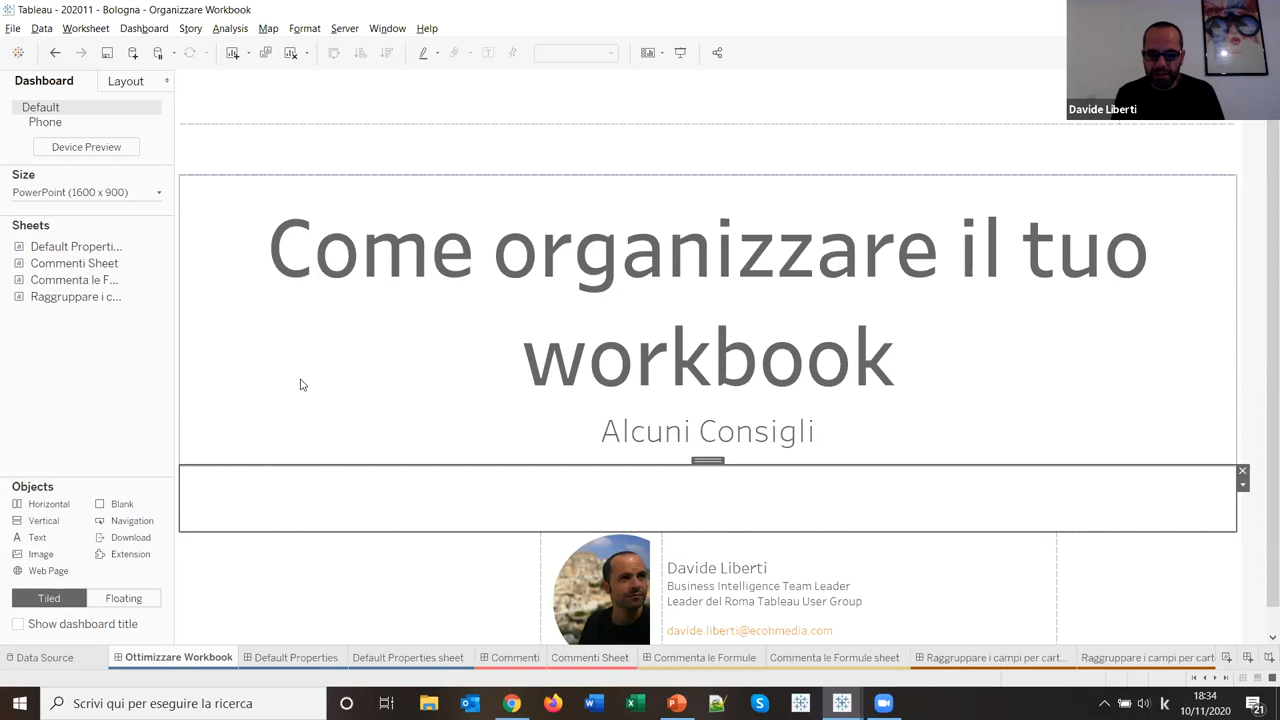 Tableau - 202011 - Bologna - Organizzare Workbook
File Data Worksheet Dashboard Story Analysis Map Format Server Window Help
Dashboard Layout
Default
Phone
Device Preview
Size
PowerPoint (1600 x 900)
Sheets
Default Properti...
Commenti Sheet
Commenta le F...
Raggruppare i c...
Davide Liberti
Come organizzare il tuo
workbook
Alcuni Consigli
Objects
Horizontal Blank
Vertical Navigation
Text Download
Image Extension
Web Page
Tiled Floating
Show dashboard title
Davide Liberti
Business Intelligence Team Leader
Leader del Roma Tableau User Group
davide.liberti@ecohmedia.com
Data Source Ottimizzare Workbook Default Properties Default Properties sheet Commenti Commenti Sheet Commenta le Formule Commenta le Formule sheet Raggruppare i campi per cart... Raggruppare i campi per cart
Scrivi qui per eseguire la ricerca
18:34
10/11/2020
21